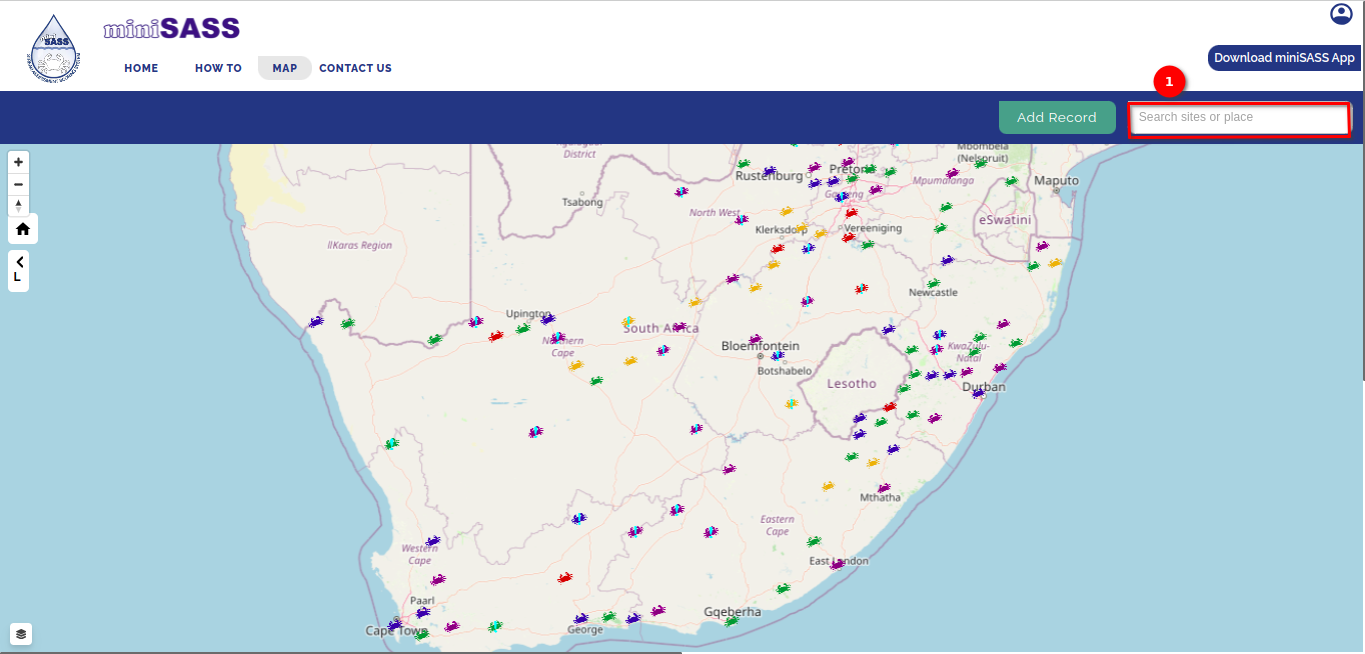 miniSASS
SASS
HOME
HOW TO
MAP
CONTACT US
Download miniSASS App
1
Add Record
Search sites or place
+
−
L
District
Tsabong
Rustenburg
Pretoria
Gauteng
Mbombela
(Nelspruit)
Mpumalanga
Maputo
eSwatini
North West
Klerksdorp
Vereeniging
Newcastle
llKaras Region
Upington
Northern
Cape
South Africa
Bloemfontein
Botshabelo
Lesotho
KwaZulu-
Natal
Durban
Mthatha
Eastern
Cape
East London
Western
Cape
Paarl
Cape Town
George
Gqeberha